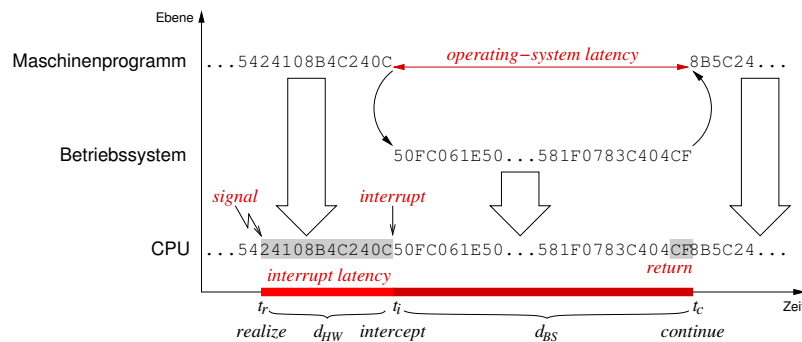 Ebene
Maschinenprogramm ...5424108B4C240C operating-system latency 8B5C24...
Betriebssystem 50FC061E50...581F0783C404CF
signal interrupt
CPU ...5424108B4C240C50FC061E50...581F0783C404CF8B5C24...
interrupt latency return
t_r t_i t_c Zeit
realize d_HW intercept d_BS continue